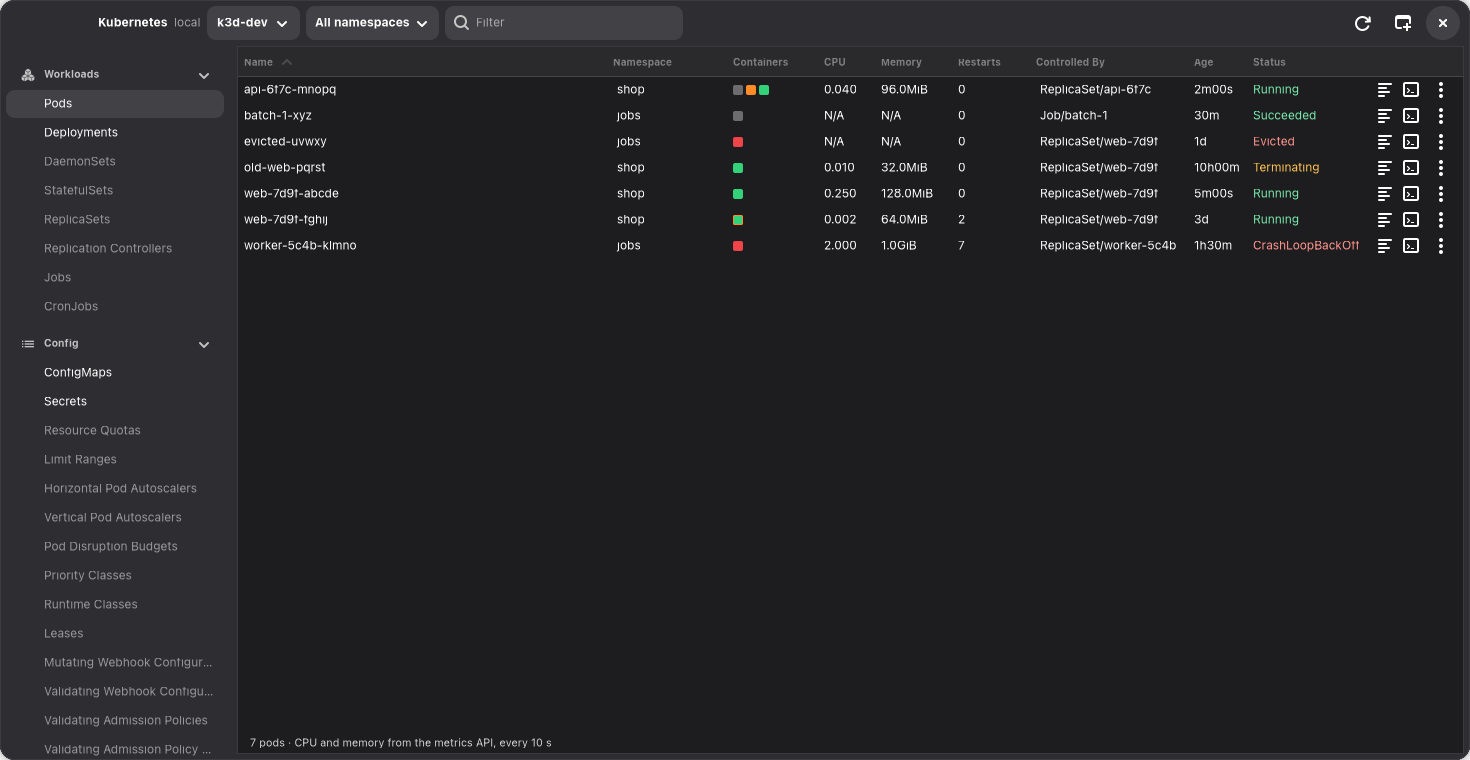 Kubernetes local k3d-dev All namespaces Filter
Workloads
Pods
Deployments
DaemonSets
StatefulSets
ReplicaSets
Replication Controllers
Jobs
CronJobs
Config
ConfigMaps
Secrets
Resource Quotas
Limit Ranges
Horizontal Pod Autoscalers
Vertical Pod Autoscalers
Pod Disruption Budgets
Priority Classes
Runtime Classes
Leases
Mutating Webhook Configur...
Validating Webhook Configu...
Validating Admission Policies
Validating Admission Policy ...
Name Namespace Containers CPU Memory Restarts Controlled By Age Status
api-6f7c-mnopq shop 0.040 96.0MiB 0 ReplicaSet/api-6f7c 2m00s Running
batch-1-xyz jobs N/A N/A 0 Job/batch-1 30m Succeeded
evicted-uvwxy jobs N/A N/A 0 ReplicaSet/web-7d9f 1d Evicted
old-web-pqrst shop 0.010 32.0MiB 0 ReplicaSet/web-7d9f 10h00m Terminating
web-7d9f-abcde shop 0.250 128.0MiB 0 ReplicaSet/web-7d9f 5m00s Running
web-7d9f-fghij shop 0.002 64.0MiB 2 ReplicaSet/web-7d9f 3d Running
worker-5c4b-klmno jobs 2.000 1.0GiB 7 ReplicaSet/worker-5c4b 1h30m CrashLoopBackOff
7 pods · CPU and memory from the metrics API, every 10 s